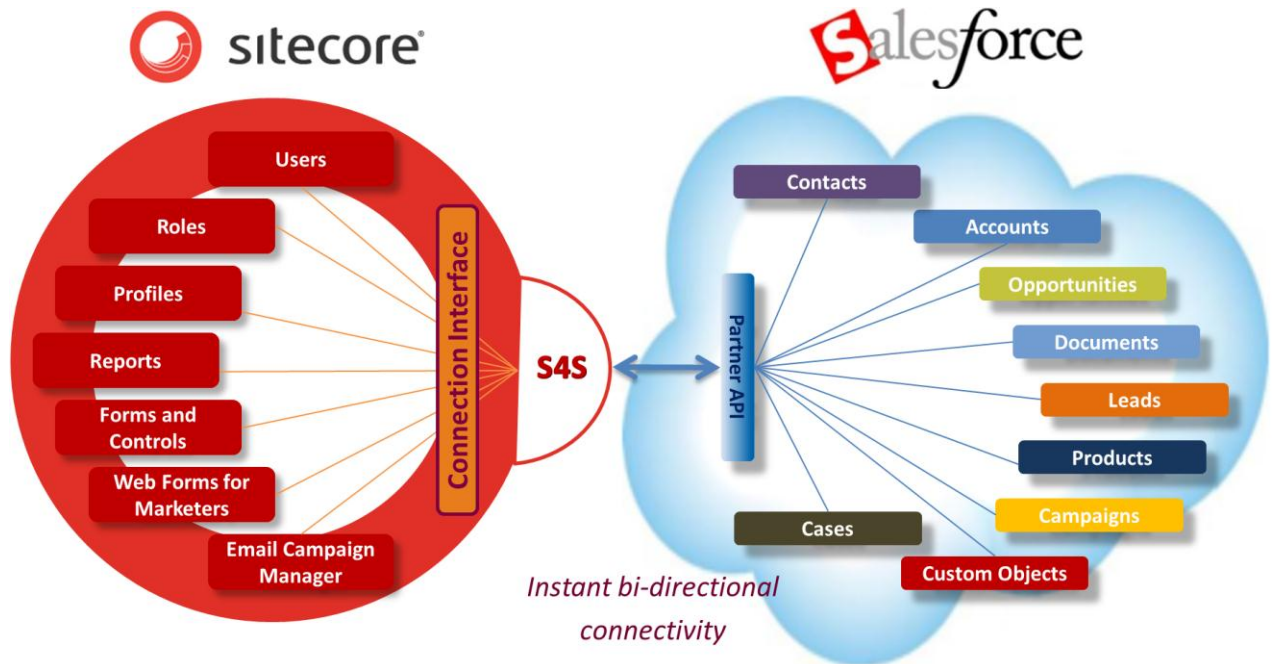 sitecore®
Salesforce
Users
Roles
Profiles
Reports
Forms and
Controls
Web Forms for
Marketers
Email Campaign
Manager
Connection Interface
S4S
Partner API
Contacts
Accounts
Opportunities
Documents
Leads
Products
Campaigns
Custom Objects
Cases
Instant bi-directional
connectivity